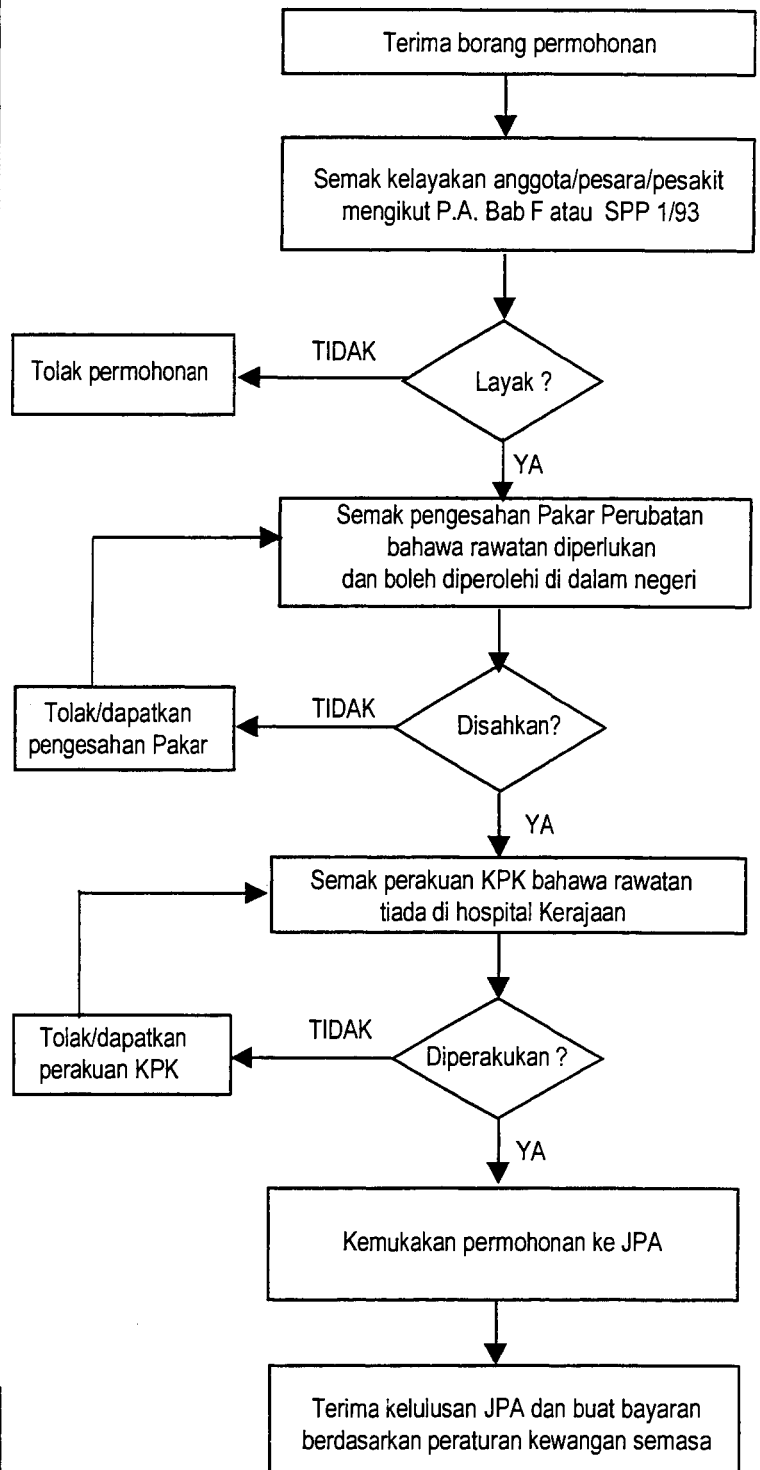 Terima borang permohonan
Semak kelayakan anggota/pesara/pesakit
mengikut P.A. Bab F atau SPP 1/93
Layak ?
TIDAK
Tolak permohonan
YA
Semak pengesahan Pakar Perubatan
bahawa rawatan diperlukan
dan boleh diperolehi di dalam negeri
Disahkan?
TIDAK
Tolak/dapatkan
pengesahan Pakar
YA
Semak perakuan KPK bahawa rawatan
tiada di hospital Kerajaan
Diperakukan ?
TIDAK
Tolak/dapatkan
perakuan KPK
YA
Kemukakan permohonan ke JPA
Terima kelulusan JPA dan buat bayaran
berdasarkan peraturan kewangan semasa